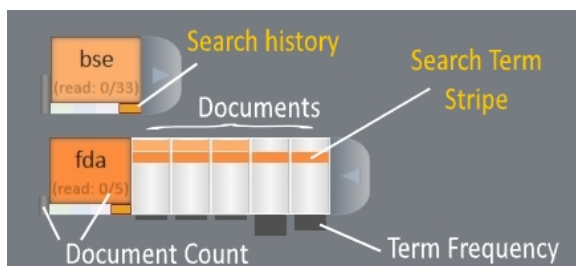 bse
(read: 0/33)
Search history
Search Term
Stripe
Documents
fda
(read: 0/5)
Document Count
Term Frequency